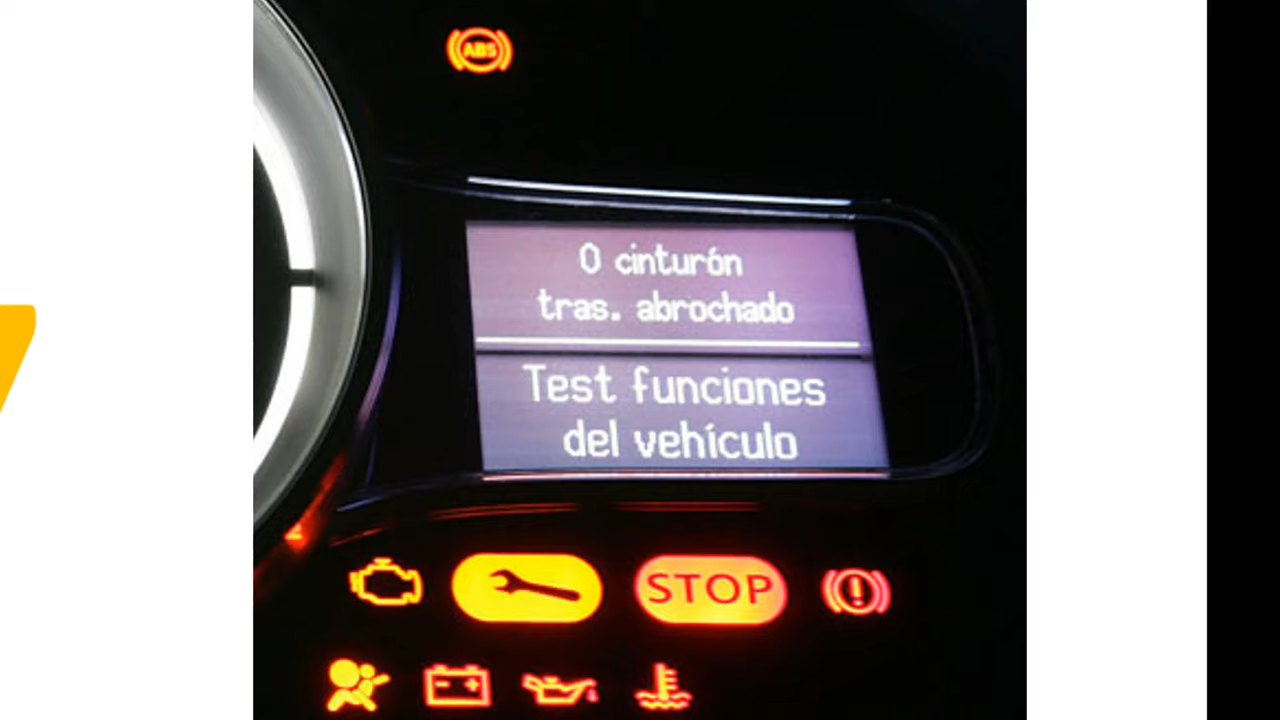 ABS
0 cinturón
tras. abrochado
Test funciones
del vehículo
STOP